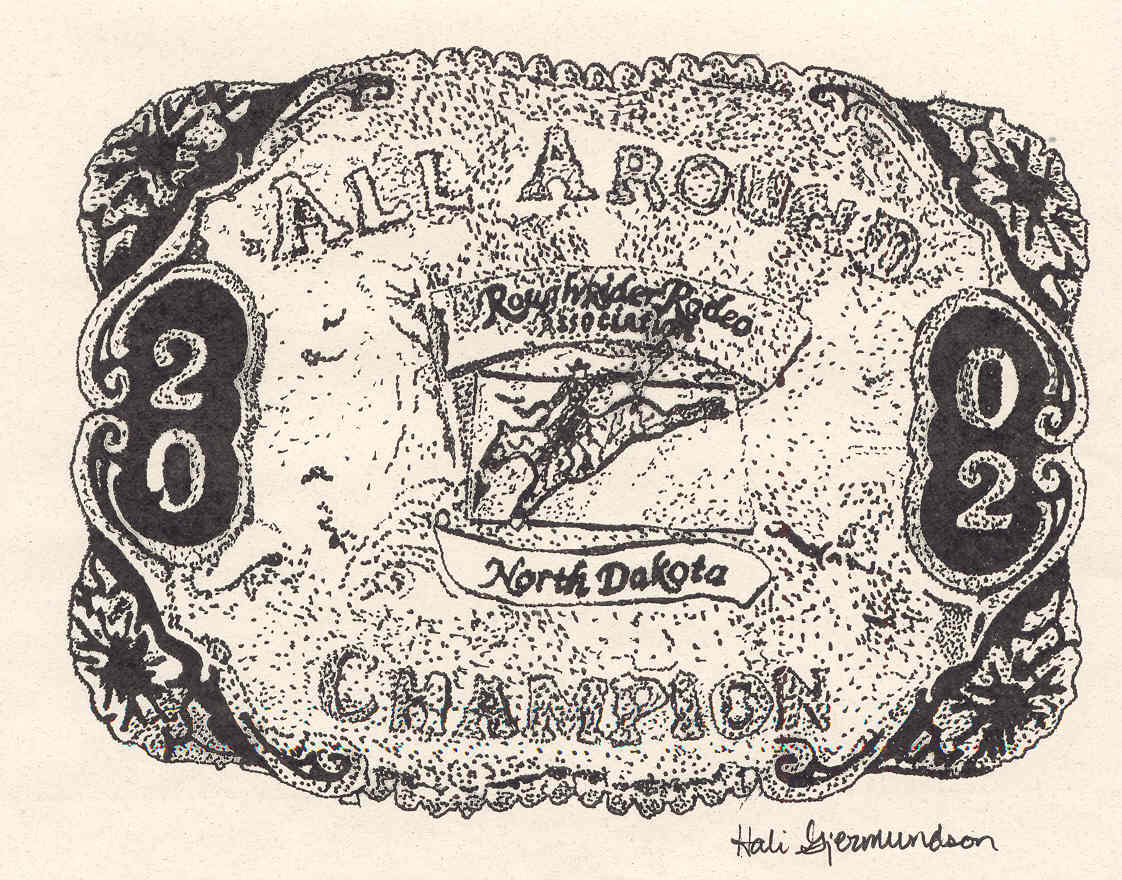 ALL AROUND
RoughRider Rodeo
ASSOCIATION
20
02
North Dakota
CHAMPION
Hali Gjermundson